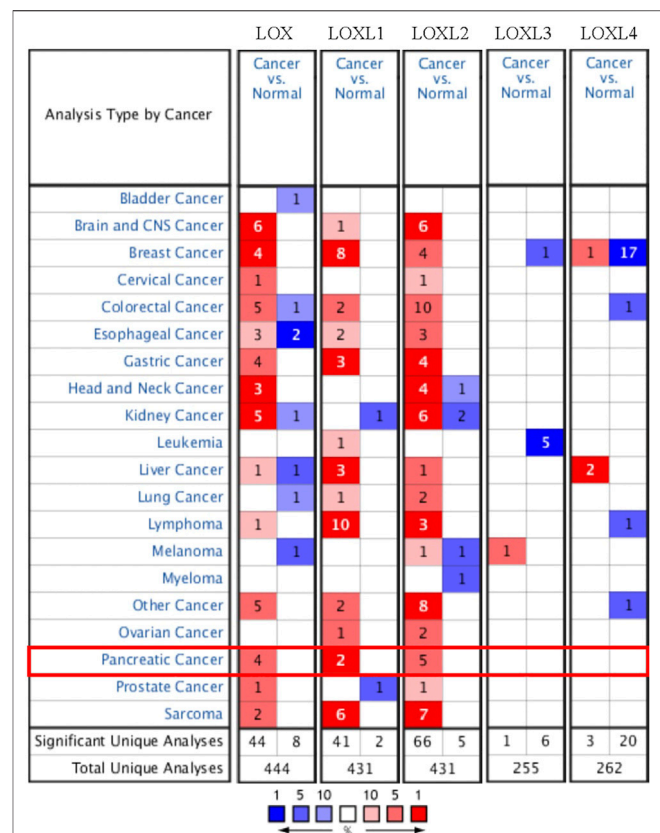 LOX LOXL1 LOXL2 LOXL3 LOXL4
Analysis Type by Cancer
Cancer vs. Normal Cancer vs. Normal Cancer vs. Normal Cancer vs. Normal Cancer vs. Normal
Bladder Cancer 1
Brain and CNS Cancer 6 1 6
Breast Cancer 4 8 4 1 1 17
Cervical Cancer 1 1
Colorectal Cancer 5 1 2 10 1
Esophageal Cancer 3 2 2 3
Gastric Cancer 4 3 4
Head and Neck Cancer 3 4 1
Kidney Cancer 5 1 1 6 2
Leukemia 1 5
Liver Cancer 1 1 3 1 2
Lung Cancer 1 1 2
Lymphoma 1 10 3 1
Melanoma 1 1 1 1
Myeloma 1
Other Cancer 5 2 8 1
Ovarian Cancer 1 2
Pancreatic Cancer 4 2 5
Prostate Cancer 1 1 1
Sarcoma 2 6 7
Significant Unique Analyses 44 8 41 2 66 5 1 6 3 20
Total Unique Analyses 444 431 431 255 262
1 5 10 10 5 1
%